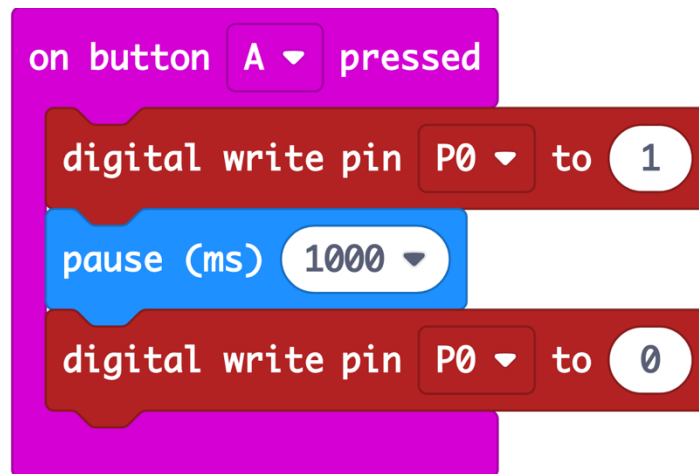 on button A pressed
digital write pin P0 to 1
pause (ms) 1000
digital write pin P0 to 0